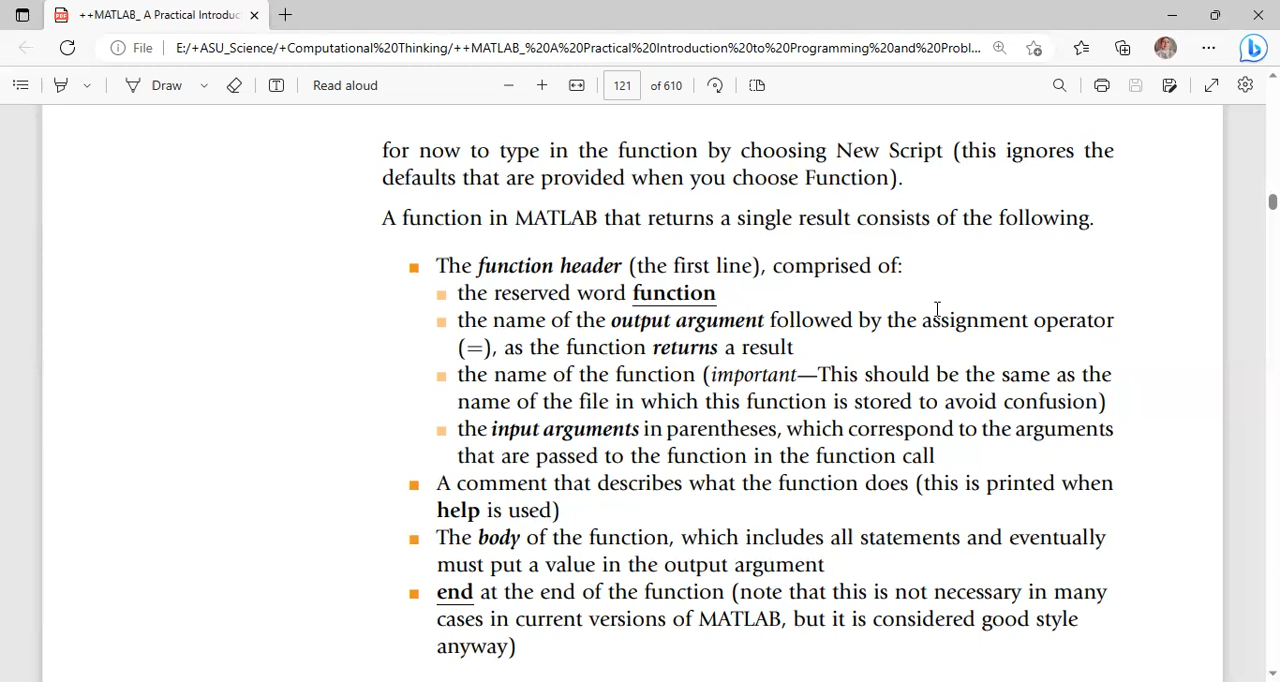 ++MATLAB_ A Practical Introduc
File
E:/+ASU_Science/+Computational%20Thinking/++MATLAB_%20A%20Practical%20Introduction%20to%20Programming%20and%20Probl...
Draw
Read aloud
121 of 610
for now to type in the function by choosing New Script (this ignores the
defaults that are provided when you choose Function).
A function in MATLAB that returns a single result consists of the following.
The function header (the first line), comprised of:
the reserved word function
the name of the output argument followed by the assignment operator
(=), as the function returns a result
the name of the function (important—This should be the same as the
name of the file in which this function is stored to avoid confusion)
the input arguments in parentheses, which correspond to the arguments
that are passed to the function in the function call
A comment that describes what the function does (this is printed when
help is used)
The body of the function, which includes all statements and eventually
must put a value in the output argument
end at the end of the function (note that this is not necessary in many
cases in current versions of MATLAB, but it is considered good style
anyway)